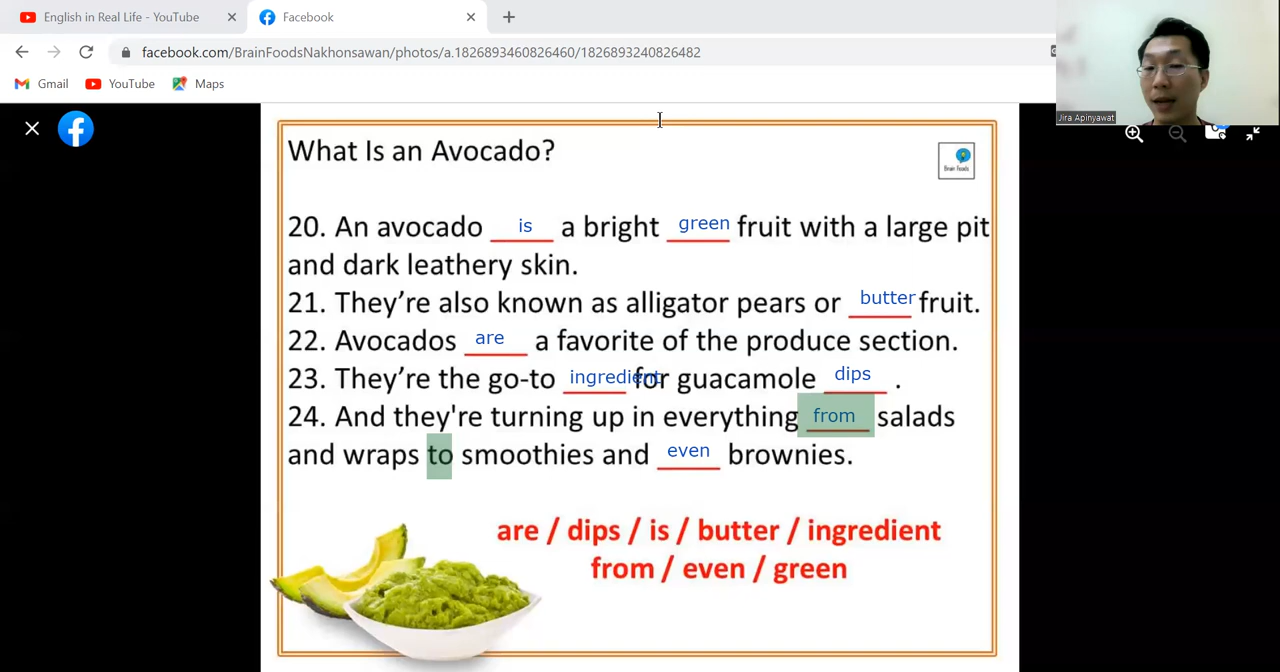 English in Real Life - YouTube
Facebook
facebook.com/BrainFoodsNakhonsawan/photos/a.1826893460826460/1826893240826482
Gmail YouTube Maps
Jira Apinyawat
What Is an Avocado?
Brain Foods
20. An avocado is a bright green fruit with a large pit
and dark leathery skin.
21. They’re also known as alligator pears or butter fruit.
22. Avocados are a favorite of the produce section.
23. They’re the go-to ingredient for guacamole dips .
24. And they're turning up in everything from salads
and wraps to smoothies and even brownies.
are / dips / is / butter / ingredient
from / even / green